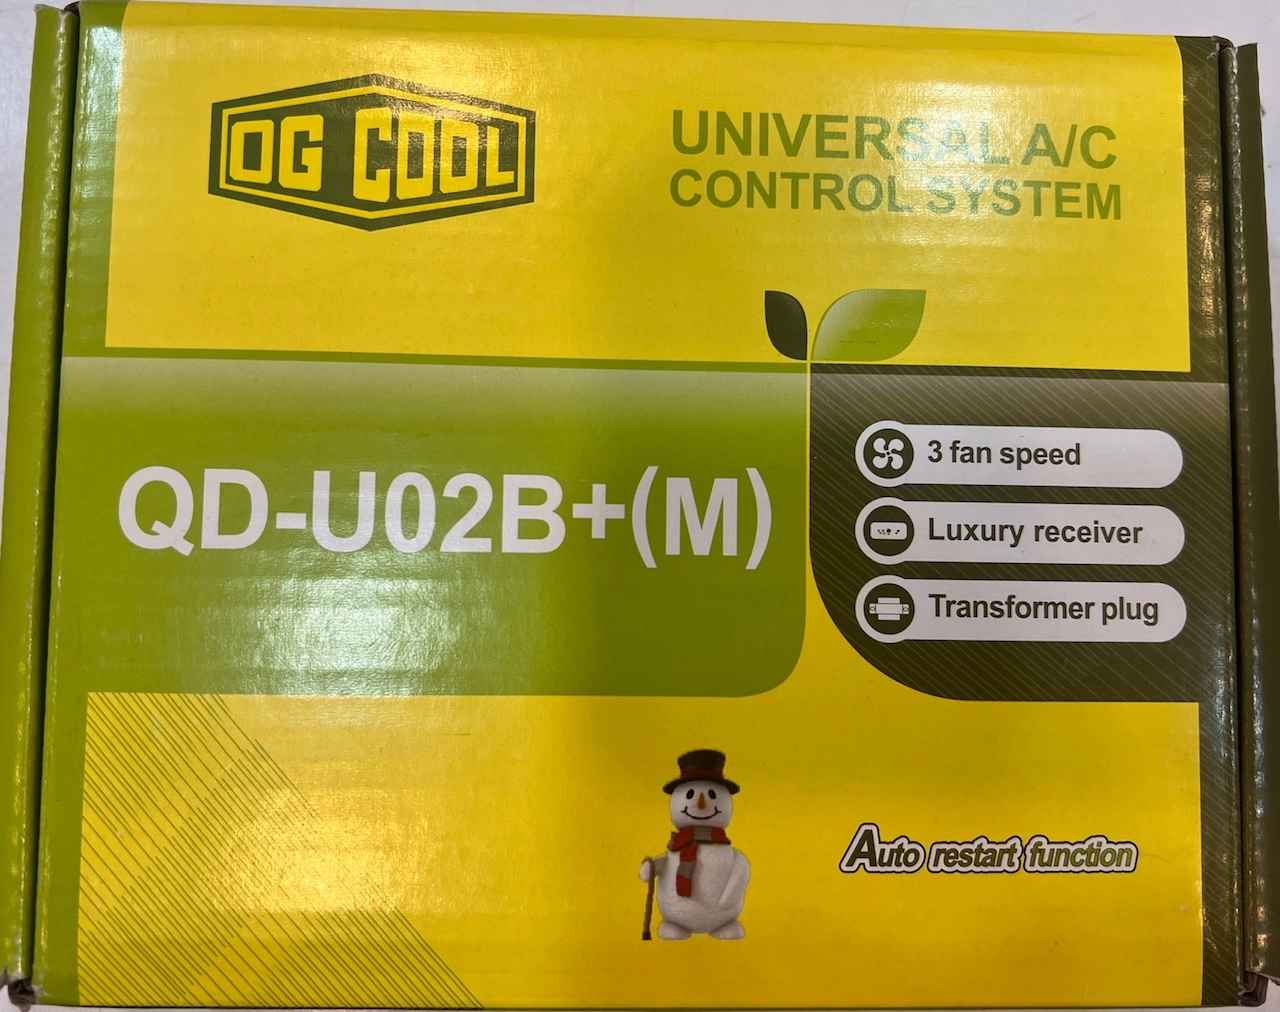 OG COOL
UNIVERSAL A/C
CONTROL SYSTEM
QD-U02B+(M)
3 fan speed
Luxury receiver
Transformer plug
Auto restart function